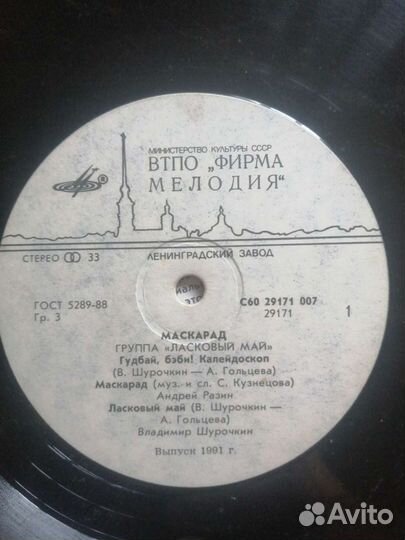 МИНИСТЕРСТВО КУЛЬТУРЫ СССР
ВТПО „ФИРМА
МЕЛОДИЯ“
®
СТЕРЕО 33
ЛЕНИНГРАДСКИЙ ЗАВОД
иаль
это
ГОСТ 5289-88
Гр. 3
С60 29171 007
29171
1
МАСКАРАД
ГРУППА «ЛАСКОВЫЙ МАЙ»
Гудбай, бэби! Калейдоскоп
(В. Шурочкин — А. Гольцева)
Маскарад (муз. и сл. С. Кузнецова)
Андрей Разин
Ласковый май (В. Шурочкин —
А. Гольцева)
Владимир Шурочкин
Выпуск 1991 г.
Avito